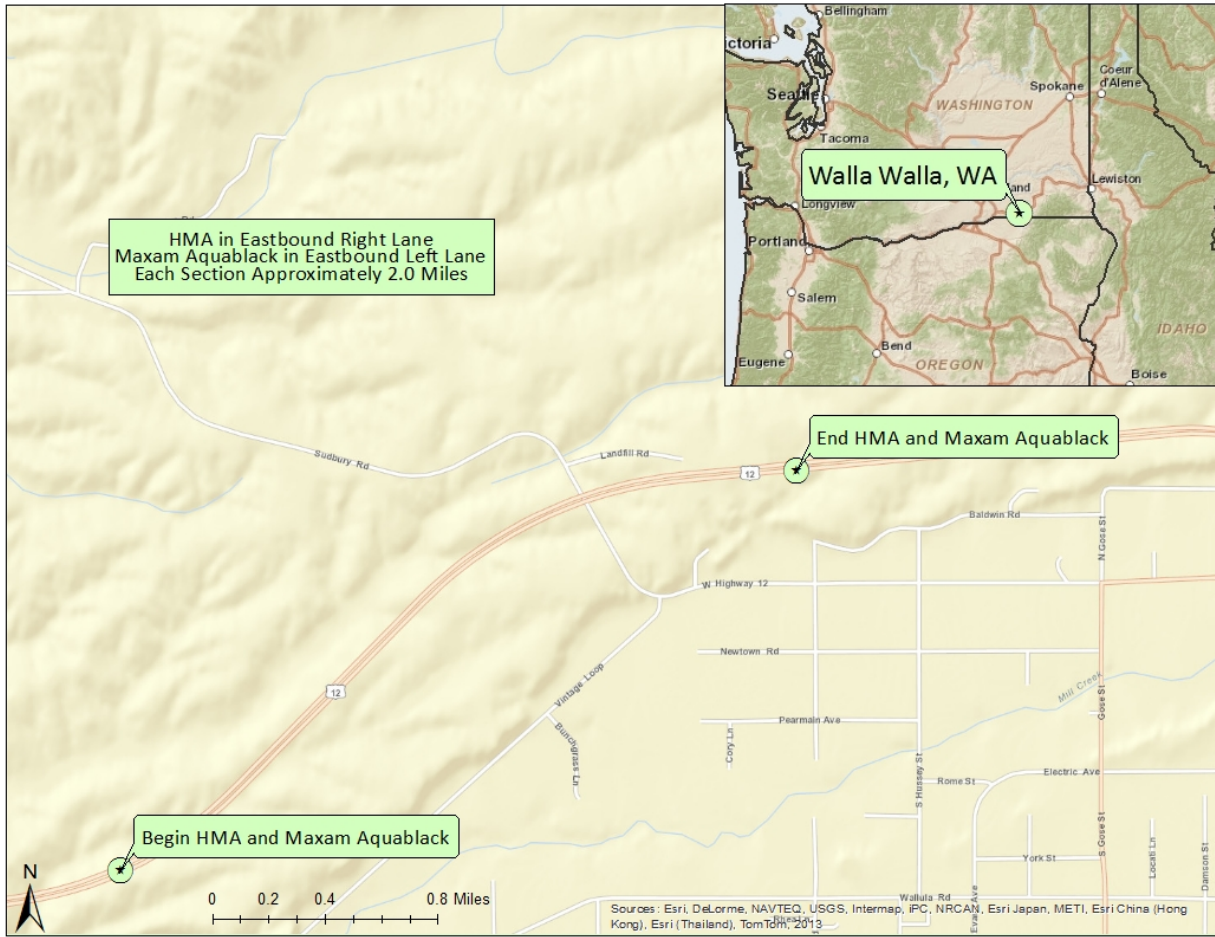 Bellingham
ctoria
Seattle
Spokane
Coeur
d'Alene
WASHINGTON
Tacoma
Walla Walla, WA
and
Lewiston
Longview
Portland
Salem
IDAHO
Bend
Eugene
OREGON
Boise
HMA in Eastbound Right Lane
Maxam Aquablack in Eastbound Left Lane
Each Section Approximately 2.0 Miles
End HMA and Maxam Aquablack
Sudbury Rd
Landfill Rd
12
Baldwin Rd
N Gose St
W Highway 12
Newtown Rd
Vintage Loop
12
Mill Creek
Gose St
Pearmain Ave
Cory Ln
Bunchgrass Ln
S Hussey St
Rome St
Electric Ave
Begin HMA and Maxam Aquablack
S Gose St
York St
Locati Ln
Damson St
N
0 0.2 0.4 0.8 Miles
Wallula Rd
Sources: Esri, DeLorme, NAVTEQ, USGS, Intermap, iPC, NRCAN, Esri Japan, METI, Esri China (Hong
Kong), Esri (Thailand), TomTom, 2013